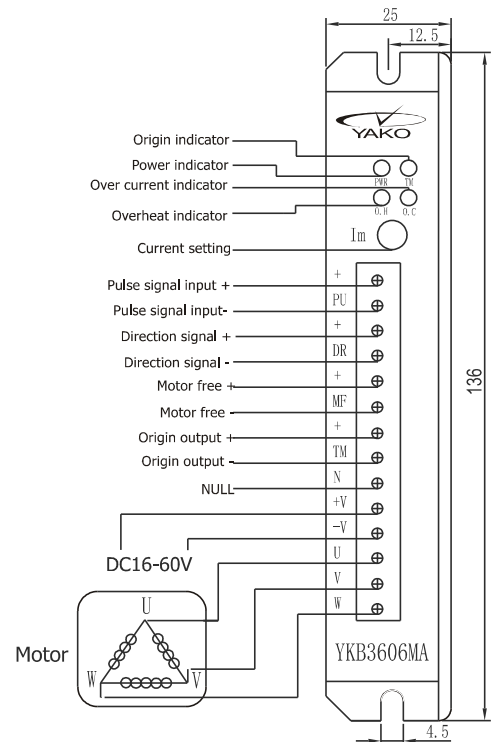 25
12.5
YAKO
Origin indicator
Power indicator
PWR TM
Over current indicator
O.H O.C
Overheat indicator
Im
Current setting
+
Pulse signal input +
PU
Pulse signal input-
+
Direction signal +
DR
Direction signal -
+
Motor free +
MF
Motor free -
+
Origin output +
TM
Origin output -
N
NULL
+V
-V
DC16-60V
U
V
W
136
U
Motor
W V
YKB3606MA
4.5